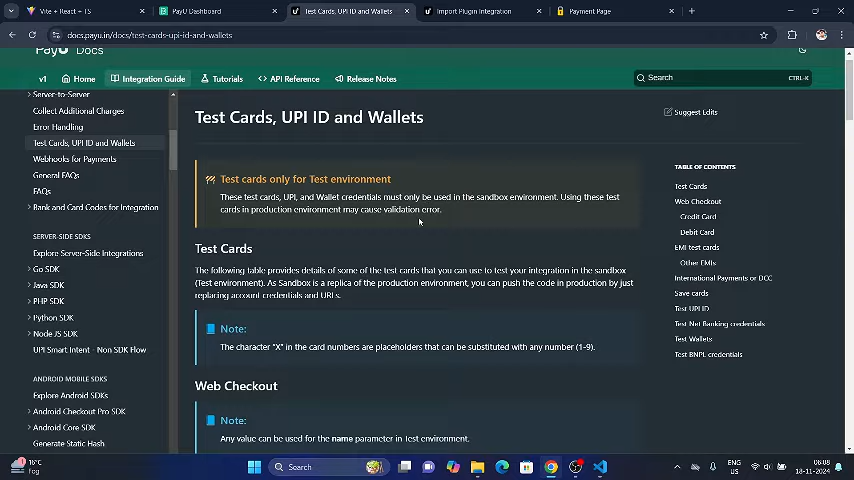 Vite + React + TS
PayU Dashboard
Test Cards, UPI ID and Wallets
Import Plugin Integration
Payment Page
docs.payu.in/docs/test-cards-upi-id-and-wallets
PayU Docs
v1
Home
Integration Guide
Tutorials
API Reference
Release Notes
Search
CTRL-K
Server-to-Server
Collect Additional Charges
Error Handling
Test Cards, UPI ID and Wallets
Webhooks for Payments
General FAQs
FAQs
Rank and Card Codes for Integration
SERVER-SIDE SDKS
Explore Server-Side Integrations
Go SDK
Java SDK
PHP SDK
Python SDK
Node JS SDK
UPI Smart Intent - Non SDK Flow
ANDROID MOBILE SDKS
Explore Android SDKs
Android Checkout Pro SDK
Android Core SDK
Generate Static Hash
Test Cards, UPI ID and Wallets
Suggest Edits
Test cards only for Test environment
These test cards, UPI, and Wallet credentials must only be used in the sandbox environment. Using these test
cards in production environment may cause validation error.
Test Cards
The following table provides details of some of the test cards that you can use to test your integration in the sandbox
(Test environment). As Sandbox is a replica of the production environment, you can push the code in production by just
replacing account credentials and URLs.
Note:
The character "X" in the card numbers are placeholders that can be substituted with any number (1-9).
Web Checkout
Note:
Any value can be used for the name parameter in Test environment.
TABLE OF CONTENTS
Test Cards
Web Checkout
Credit Card
Debit Card
EMI test cards
Other EMIs
International Payments or DCC
Save cards
Test UPI ID
Test Net Banking credentials
Test Wallets
Test BNPL credentials
1
16°C
Fog
Search
ENG
US
06:08
18-11-2024